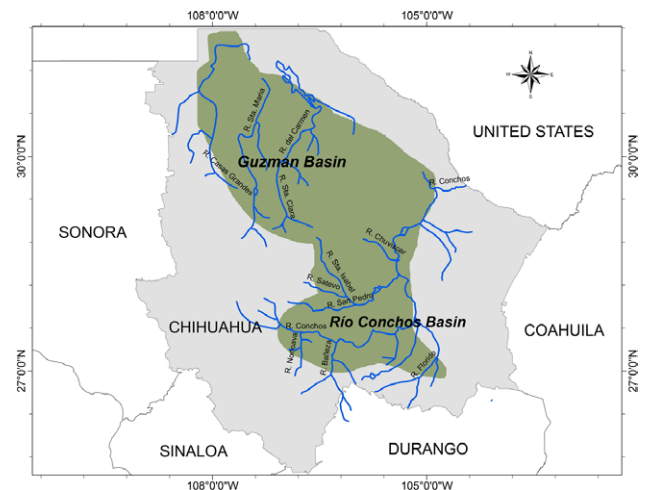 108°0'0"W
105°0'0"W
N
W
E
S
UNITED STATES
30°0'0"N
30°0'0"N
R. Sta. Maria
R. del Carmen
Guzman Basin
R. Casas Grandes
R. Sta. Clara
R. Conchos
SONORA
R. Chuviscar
R. Sta. Isabel
R. Satevo
R. San Pedro
CHIHUAHUA
R. Conchos
Río Conchos Basin
COAHUILA
R. Nonoava
R. Bañeza
R. Florido
27°0'0"N
27°0'0"N
SINALOA
DURANGO
108°0'0"W
105°0'0"W